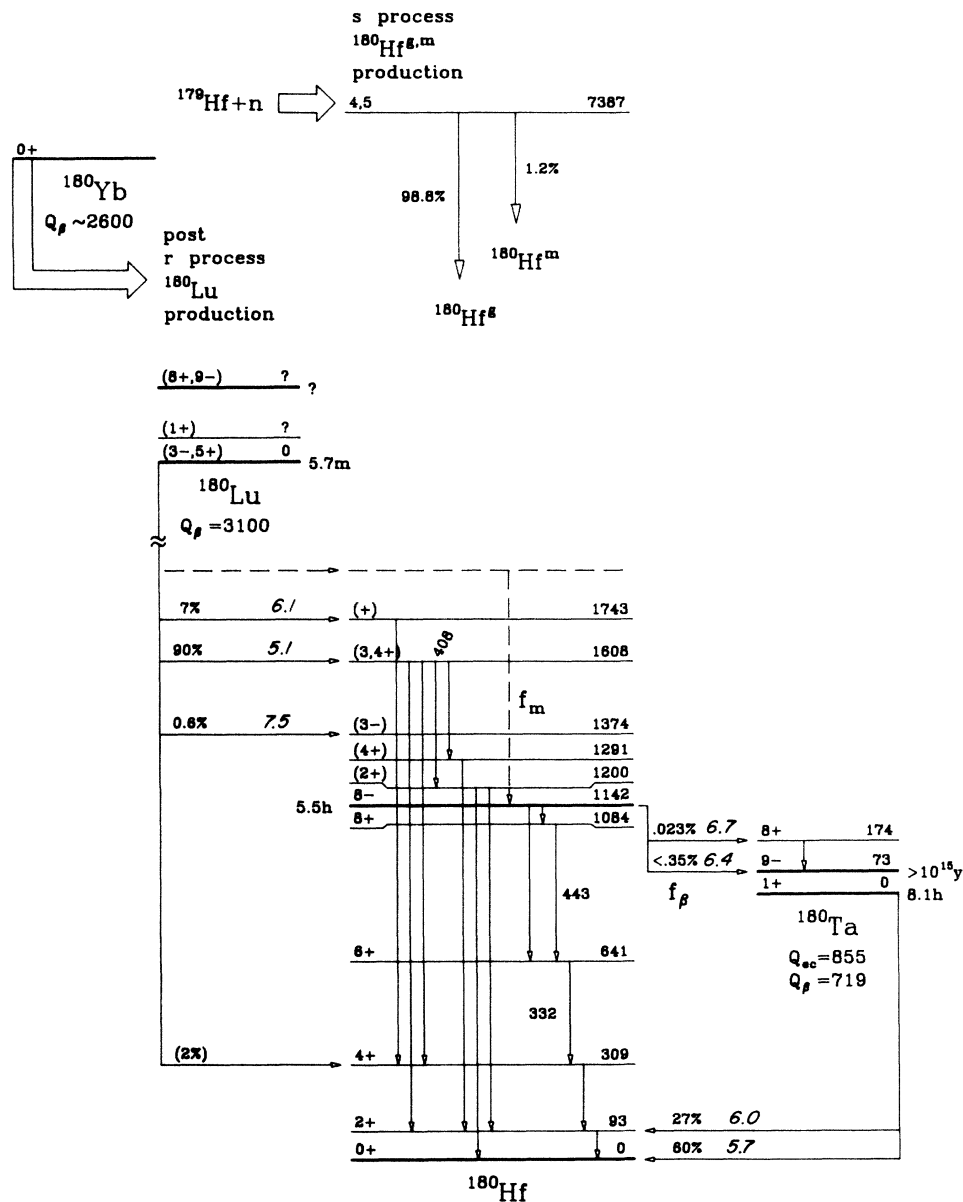 s process
¹⁸⁰Hfᵍ,ᵐ
production
¹⁷⁹Hf+n
4,5 7387
0+
¹⁸⁰Yb
Qᵦ ~2600
98.8%
1.2%
post
r process
¹⁸⁰Lu
production
¹⁸⁰Hfᵐ
¹⁸⁰Hfᵍ
(8+,9-) ?
?
(1+) ?
(3-,5+) 0
5.7m
¹⁸⁰Lu
Qᵦ =3100
7% 6.1
(+) 1743
408
90% 5.1
(3,4+) 1608
fₘ
0.6% 7.5
(3-) 1374
(4+) 1291
(2+) 1200
5.5h
8- 1142
8+ 1084
.023% 6.7
8+ 174
<.35% 6.4
9- 73
>10¹⁵y
1+ 0
8.1h
fᵦ
443
¹⁸⁰Ta
Qec=855
Qᵦ =719
6+ 641
332
(2%)
4+ 309
2+ 93
27% 6.0
0+ 0
60% 5.7
¹⁸⁰Hf